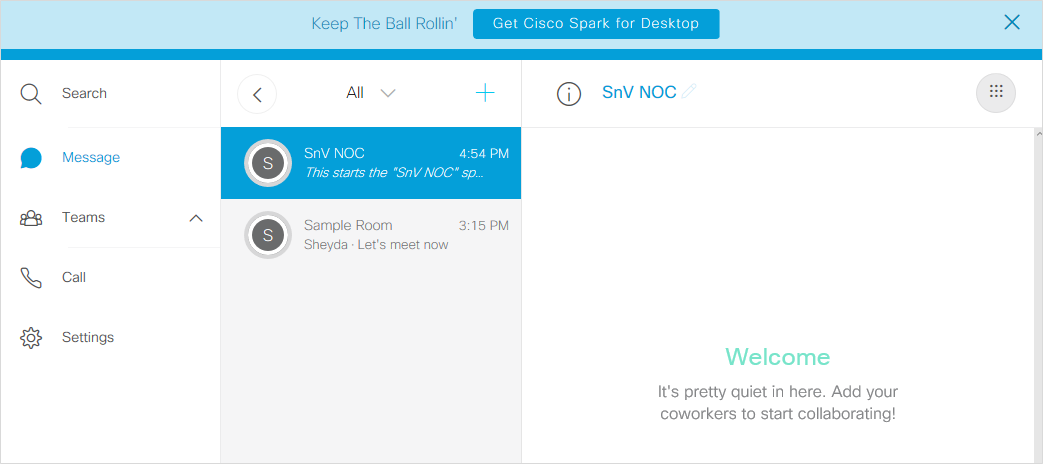 Keep The Ball Rollin' Get Cisco Spark for Desktop
Search
Message
Teams
Call
Settings
All
S
SnV NOC 4:54 PM
This starts the "SnV NOC" sp...
S
Sample Room 3:15 PM
Sheyda · Let's meet now
SnV NOC
Welcome
It's pretty quiet in here. Add your
coworkers to start collaborating!